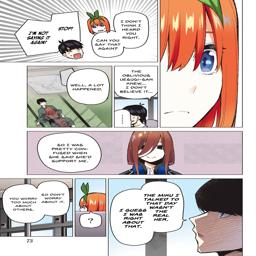 I DON'T
THINK I
HEARD YOU
RIGHT.
CAN YOU
SAY THAT
AGAIN?
STOP!
I'M NOT
SAYING IT
AGAIN!
THE
OBLIVIOUS
UESUGI-SAN
KNEW...
I DON'T
BELIEVE IT...
WELL, A LOT
HAPPENED.
SO I WAS
PRETTY CON-
FUSED WHEN
SHE SAID SHE'D
SUPPORT ME.
THE MIKU I
TALKED TO
THAT DAY
WASN'T
THE REAL
HER.
I GUESS
I WAS
RIGHT
ABOUT
THAT.
?
SO DON'T
WORRY
ABOUT IT.
YOU WORRY
TOO MUCH
ABOUT
OTHERS.
73